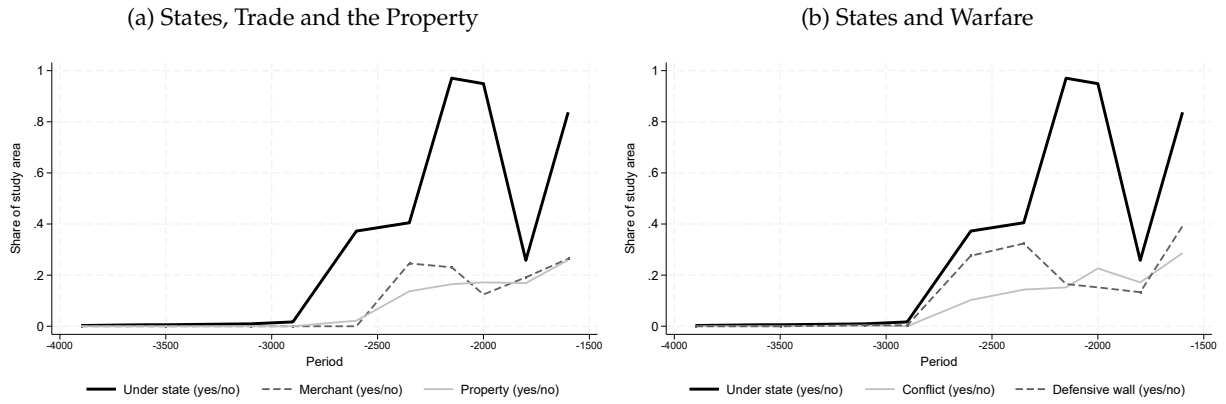 (a) States, Trade and the Property
1
.8
.6
.4
.2
0
Share of study area
-4000 -3500 -3000 -2500 -2000 -1500
Period
Under state (yes/no) Merchant (yes/no) Property (yes/no)
(b) States and Warfare
1
.8
.6
.4
.2
0
Share of study area
-4000 -3500 -3000 -2500 -2000 -1500
Period
Under state (yes/no) Conflict (yes/no) Defensive wall (yes/no)